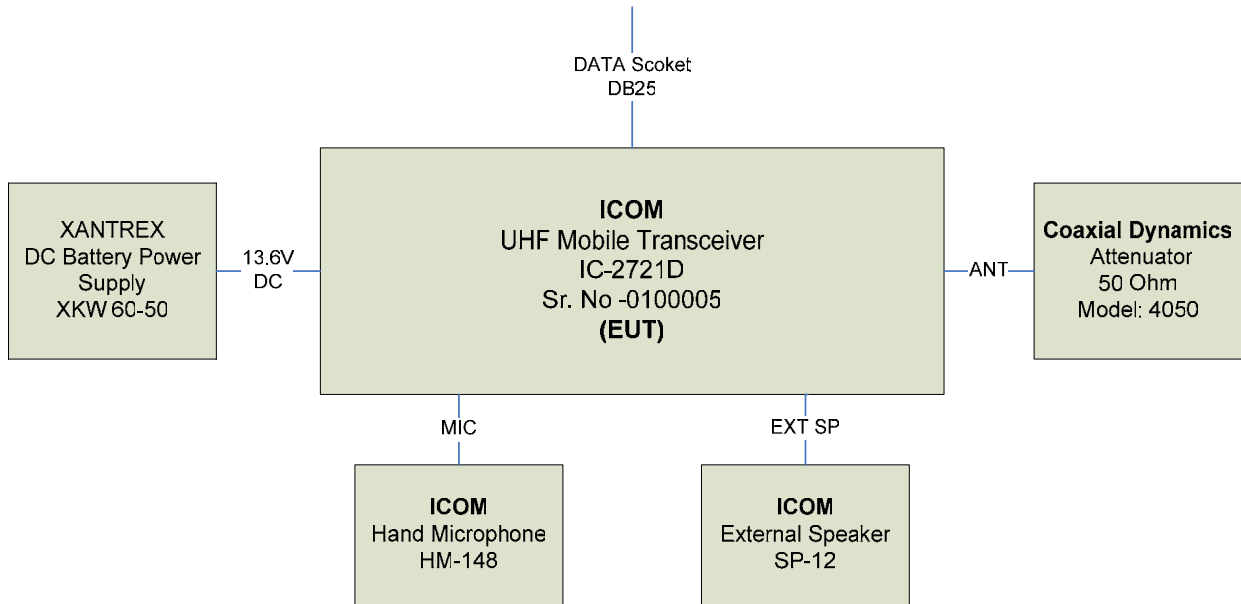 DATA Scoket
DB25
XANTREX
DC Battery Power
Supply
XKW 60-50
13.6V
DC
ICOM
UHF Mobile Transceiver
IC-2721D
Sr. No -0100005
(EUT)
ANT
Coaxial Dynamics
Attenuator
50 Ohm
Model: 4050
MIC
EXT SP
ICOM
Hand Microphone
HM-148
ICOM
External Speaker
SP-12